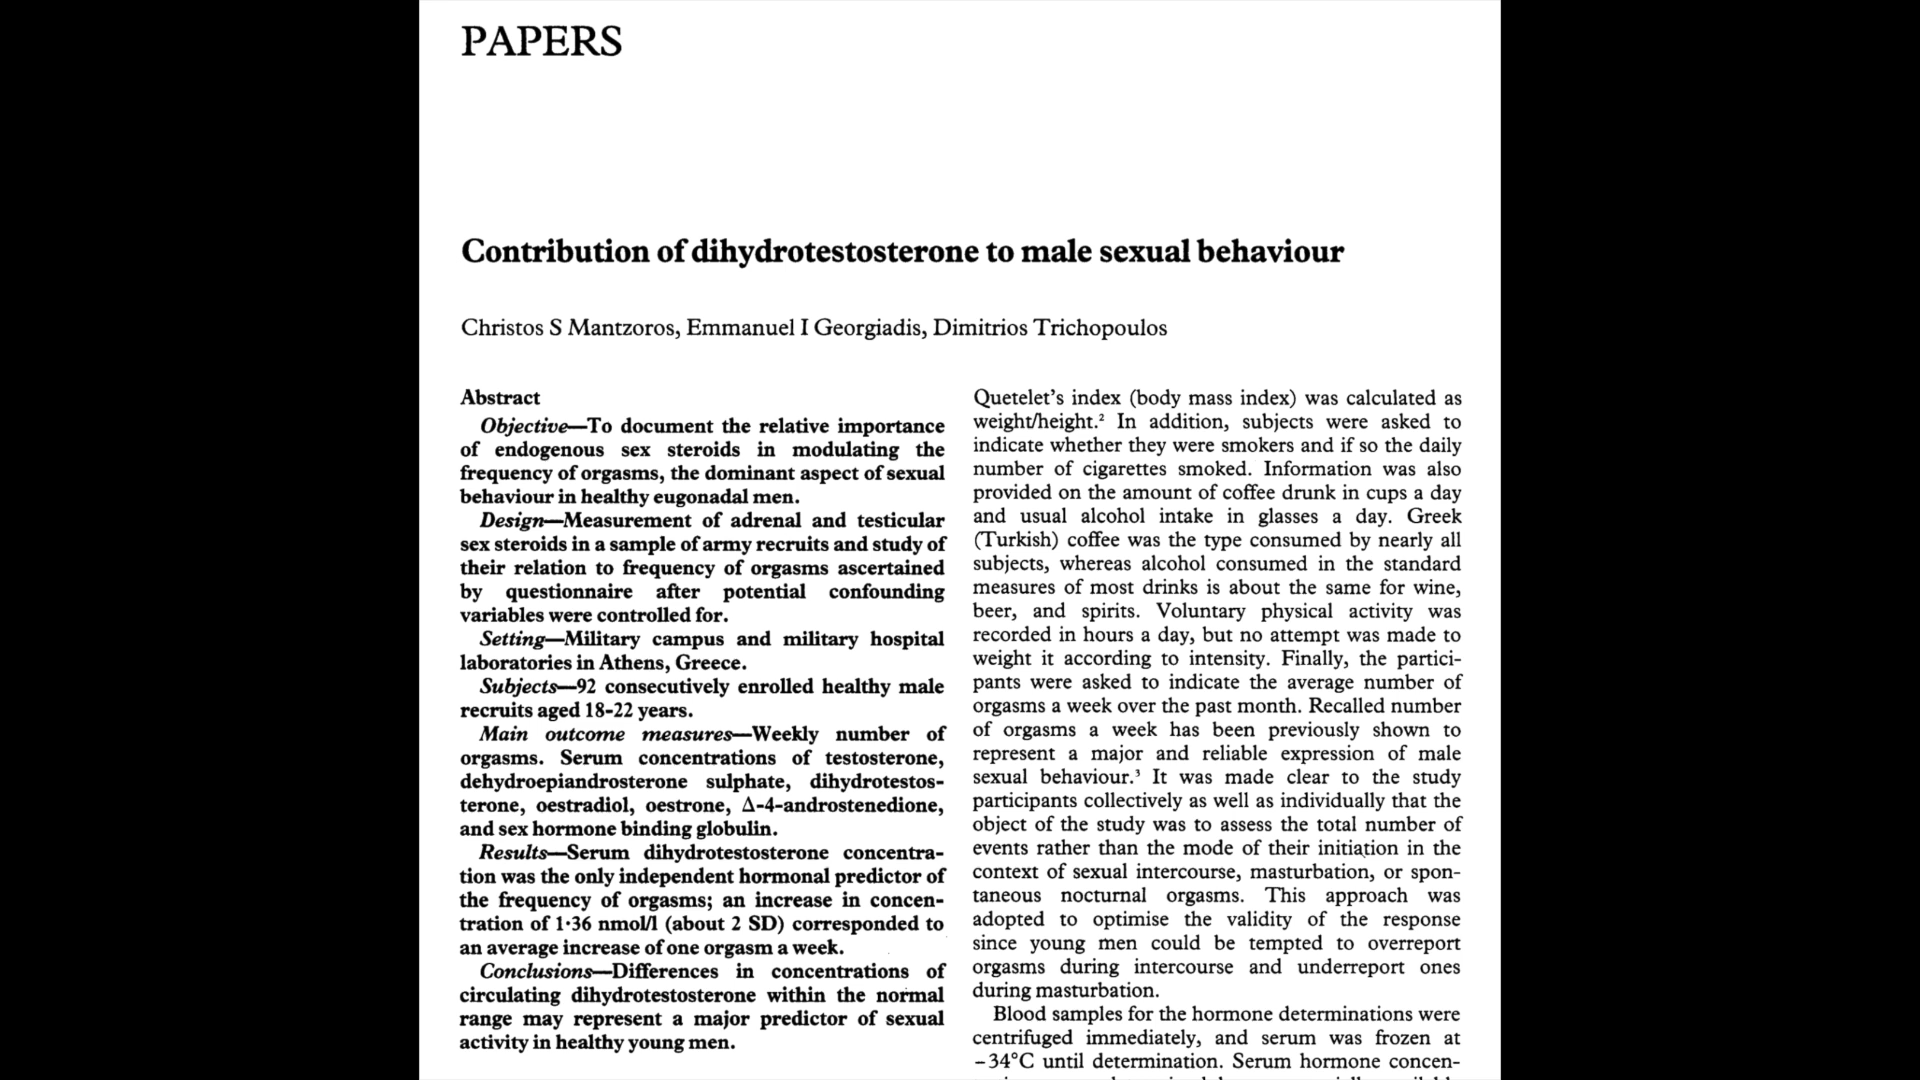 PAPERS
Contribution of dihydrotestosterone to male sexual behaviour
Christos S Mantzoros, Emmanuel I Georgiadis, Dimitrios Trichopoulos
Abstract
Objective—To document the relative importance
of endogenous sex steroids in modulating the
frequency of orgasms, the dominant aspect of sexual
behaviour in healthy eugonadal men.
Design—Measurement of adrenal and testicular
sex steroids in a sample of army recruits and study of
their relation to frequency of orgasms ascertained
by questionnaire after potential confounding
variables were controlled for.
Setting—Military campus and military hospital
laboratories in Athens, Greece.
Subjects—92 consecutively enrolled healthy male
recruits aged 18-22 years.
Main outcome measures—Weekly number of
orgasms. Serum concentrations of testosterone,
dehydroepiandrosterone sulphate, dihydrotestos-
terone, oestradiol, oestrone, Δ-4-androstenedione,
and sex hormone binding globulin.
Results—Serum dihydrotestosterone concentra-
tion was the only independent hormonal predictor of
the frequency of orgasms; an increase in concen-
tration of 1·36 nmol/l (about 2 SD) corresponded to
an average increase of one orgasm a week.
Conclusions—Differences in concentrations of
circulating dihydrotestosterone within the normal
range may represent a major predictor of sexual
activity in healthy young men.
Quetelet's index (body mass index) was calculated as
weight/height.² In addition, subjects were asked to
indicate whether they were smokers and if so the daily
number of cigarettes smoked. Information was also
provided on the amount of coffee drunk in cups a day
and usual alcohol intake in glasses a day. Greek
(Turkish) coffee was the type consumed by nearly all
subjects, whereas alcohol consumed in the standard
measures of most drinks is about the same for wine,
beer, and spirits. Voluntary physical activity was
recorded in hours a day, but no attempt was made to
weight it according to intensity. Finally, the partici-
pants were asked to indicate the average number of
orgasms a week over the past month. Recalled number
of orgasms a week has been previously shown to
represent a major and reliable expression of male
sexual behaviour.³ It was made clear to the study
participants collectively as well as individually that the
object of the study was to assess the total number of
events rather than the mode of their initiation in the
context of sexual intercourse, masturbation, or spon-
taneous nocturnal orgasms. This approach was
adopted to optimise the validity of the response
since young men could be tempted to overreport
orgasms during intercourse and underreport ones
during masturbation.
Blood samples for the hormone determinations were
centrifuged immediately, and serum was frozen at
−34°C until determination. Serum hormone concen-